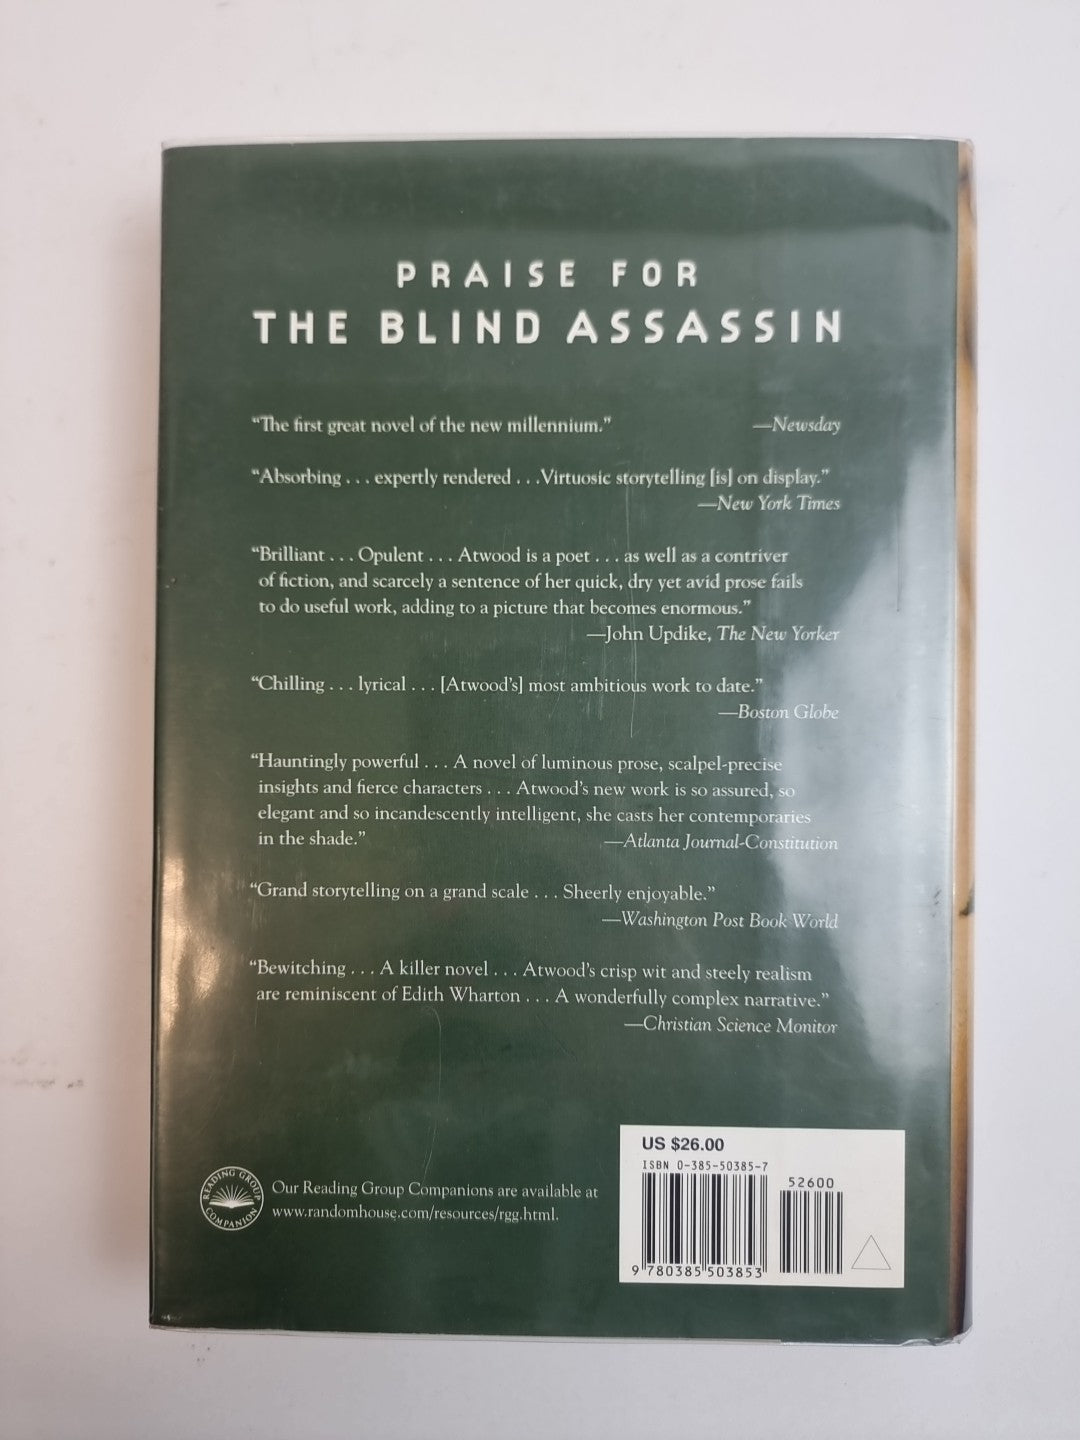 PRAISE FOR
THE BLIND ASSASSIN
“The first great novel of the new millennium.” —Newsday
“Absorbing . . . expertly rendered . . .Virtuosic storytelling [is] on display.”
—New York Times
“Brilliant . . . Opulent . . . Atwood is a poet . . . as well as a contriver
of fiction, and scarcely a sentence of her quick, dry yet avid prose fails
to do useful work, adding to a picture that becomes enormous.”
—John Updike, The New Yorker
“Chilling . . . lyrical . . . [Atwood's] most ambitious work to date.”
—Boston Globe
“Hauntingly powerful . . . A novel of luminous prose, scalpel-precise
insights and fierce characters . . . Atwood's new work is so assured, so
elegant and so incandescently intelligent, she casts her contemporaries
in the shade.” —Atlanta Journal-Constitution
“Grand storytelling on a grand scale . . . Sheerly enjoyable.”
—Washington Post Book World
“Bewitching . . . A killer novel . . . Atwood's crisp wit and steely realism
are reminiscent of Edith Wharton . . . A wonderfully complex narrative.”
—Christian Science Monitor
READING GROUP COMPANION
Our Reading Group Companions are available at
www.randomhouse.com/resources/rgg.html.
US $26.00
ISBN 0-385-50385-7
52600
9 780385 503853